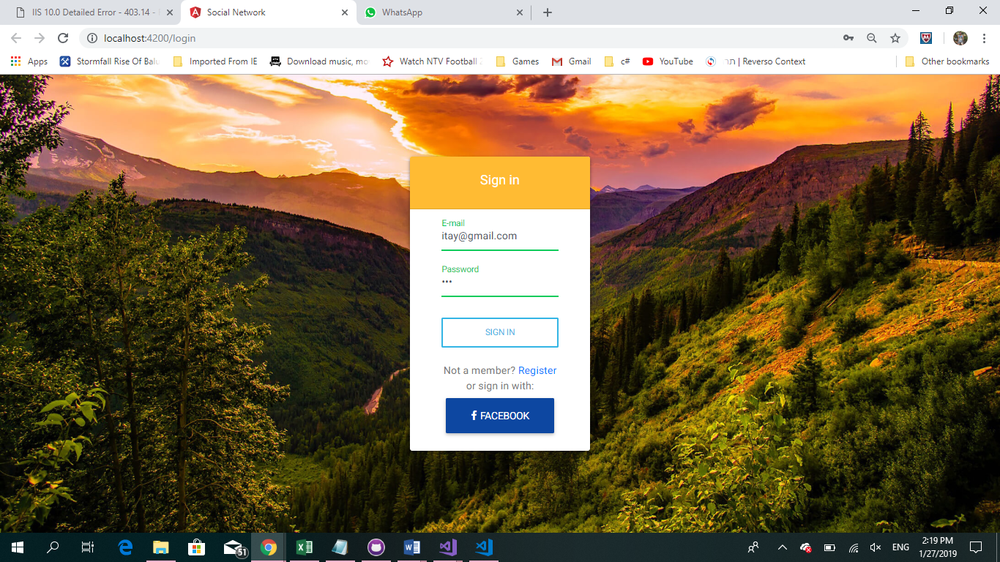 IIS 10.0 Detailed Error - 403.14 -
Social Network
WhatsApp
localhost:4200/login
Apps
Stormfall Rise Of Balu
Imported From IE
Download music, mo
Watch NTV Football 2
Games
Gmail
c#
YouTube
תר | Reverso Context
Other bookmarks
Sign in
E-mail
itay@gmail.com
Password
•••
SIGN IN
Not a member? Register
or sign in with:
f FACEBOOK
51
ENG
2:19 PM
1/27/2019